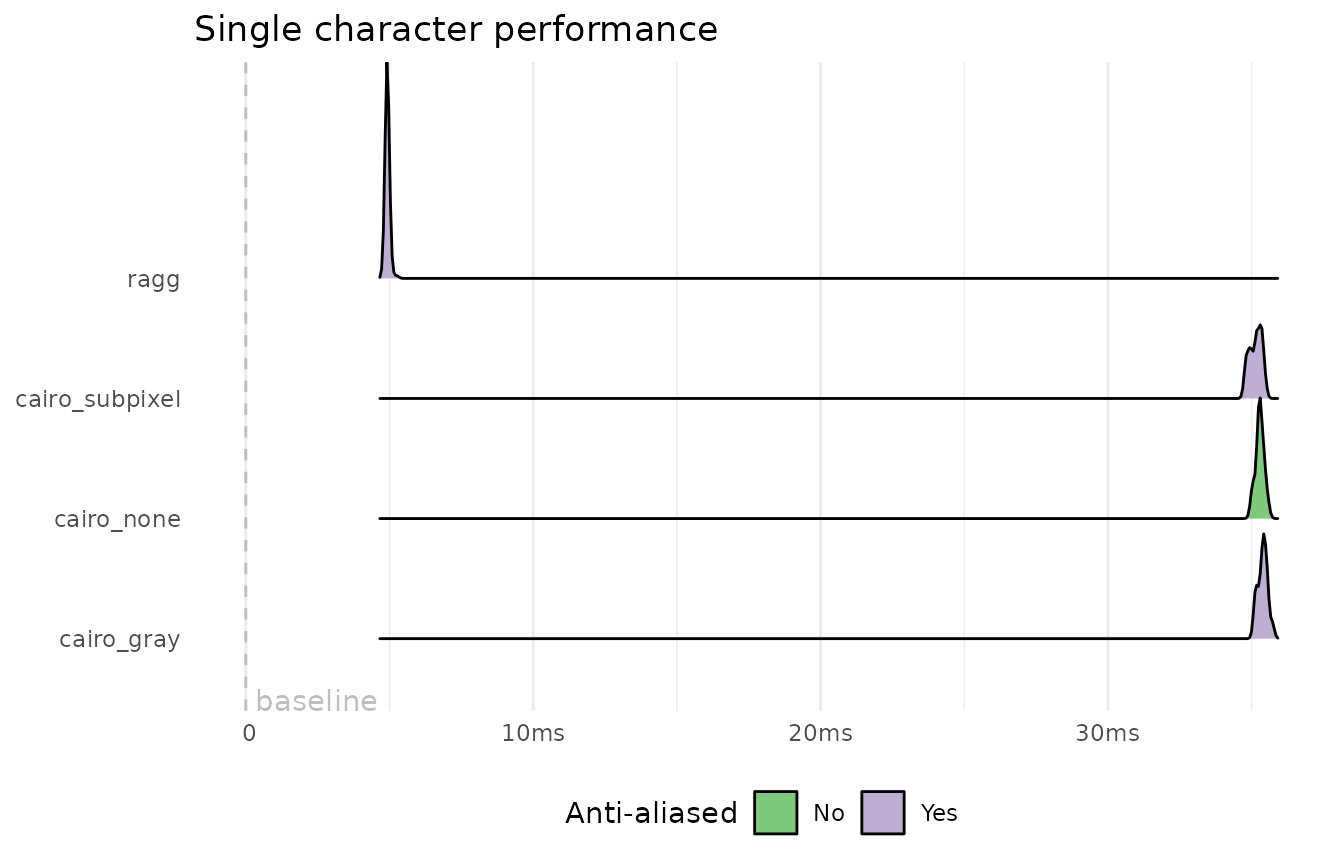 Single character performance
ragg
cairo_subpixel
cairo_none
cairo_gray
baseline
0 10ms 20ms 30ms
Anti-aliased No Yes